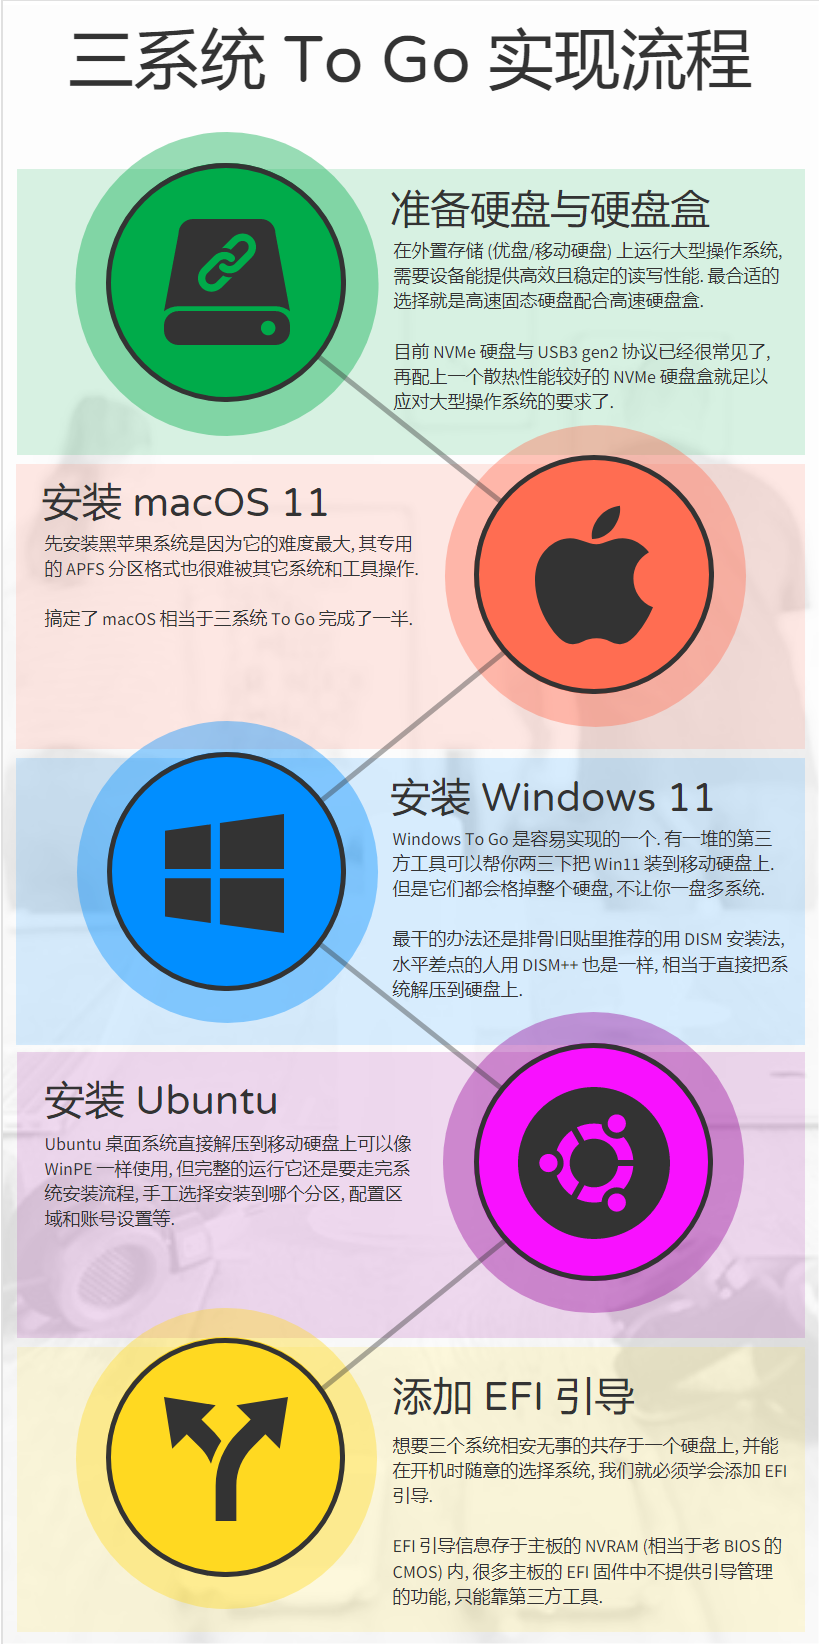 三系统 To Go 实现流程
准备硬盘与硬盘盒
在外置存储 (优盘/移动硬盘) 上运行大型操作系统,
需要设备能提供高效且稳定的读写性能. 最合适的
选择就是高速固态硬盘配合高速硬盘盒.
目前 NVMe 硬盘与 USB3 gen2 协议已经很常见了,
再配上一个散热性能较好的 NVMe 硬盘盒就足以
应对大型操作系统的要求了.
安装 macOS 11
先安装黑苹果系统是因为它的难度最大, 其专用
的 APFS 分区格式也很难被其它系统和工具操作.
搞定了 macOS 相当于三系统 To Go 完成了一半.
安装 Windows 11
Windows To Go 是容易实现的一个. 有一堆的第三
方工具可以帮你两三下把 Win11 装到移动硬盘上.
但是它们都会格掉整个硬盘, 不让你一盘多系统.
最干的办法还是排骨旧贴里推荐的用 DISM 安装法,
水平差点的人用 DISM++ 也是一样, 相当于直接把系
统解压到硬盘上.
安装 Ubuntu
Ubuntu 桌面系统直接解压到移动硬盘上可以像
WinPE 一样使用, 但完整的运行它还是要走完系
统安装流程, 手工选择安装到哪个分区, 配置区
域和账号设置等.
添加 EFI 引导
想要三个系统相安无事的共存于一个硬盘上, 并能
在开机时随意的选择系统, 我们就必须学会添加 EFI
引导.
EFI 引导信息存于主板的 NVRAM (相当于老 BIOS 的
CMOS) 内, 很多主板的 EFI 固件中不提供引导管理
的功能, 只能靠第三方工具.